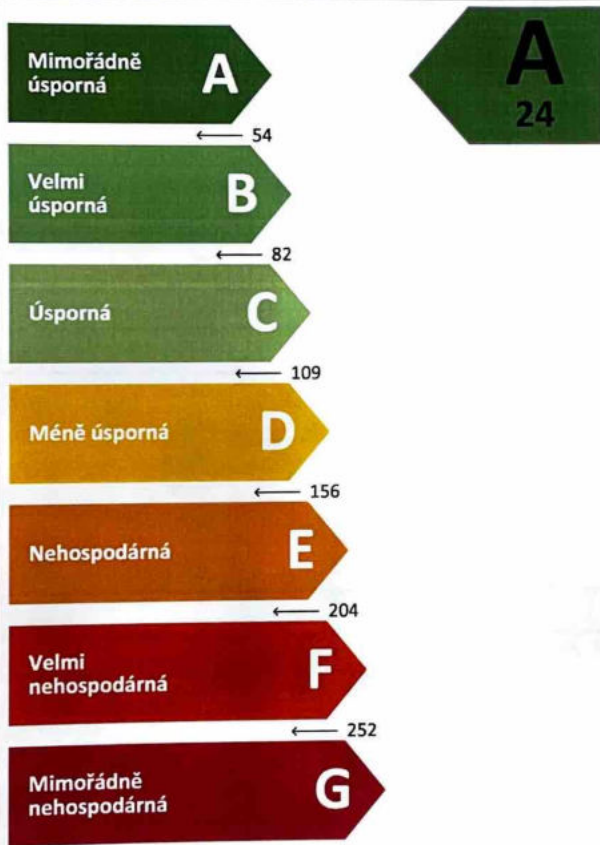 Mimořádně
úsporná
A
A
24
← 54
Velmi
úsporná
B
← 82
Úsporná
C
← 109
Méně úsporná
D
← 156
Nehospodárná
E
← 204
Velmi
nehospodárná
F
← 252
Mimořádně
nehospodárná
G